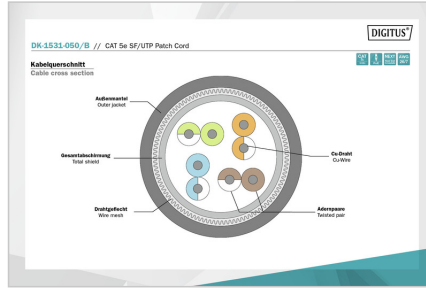 DIGITUS®
DK-1531-050/B // CAT 5e SF/UTP Patch Cord
Kabelquerschnitt
Cable cross section
Außenmantel
Outer jacket
Gesamtabschirmung
Total shield
Cu-Draht
Cu-Wire
Drahtgeflecht
Wire mesh
Adernpaare
Twisted pair